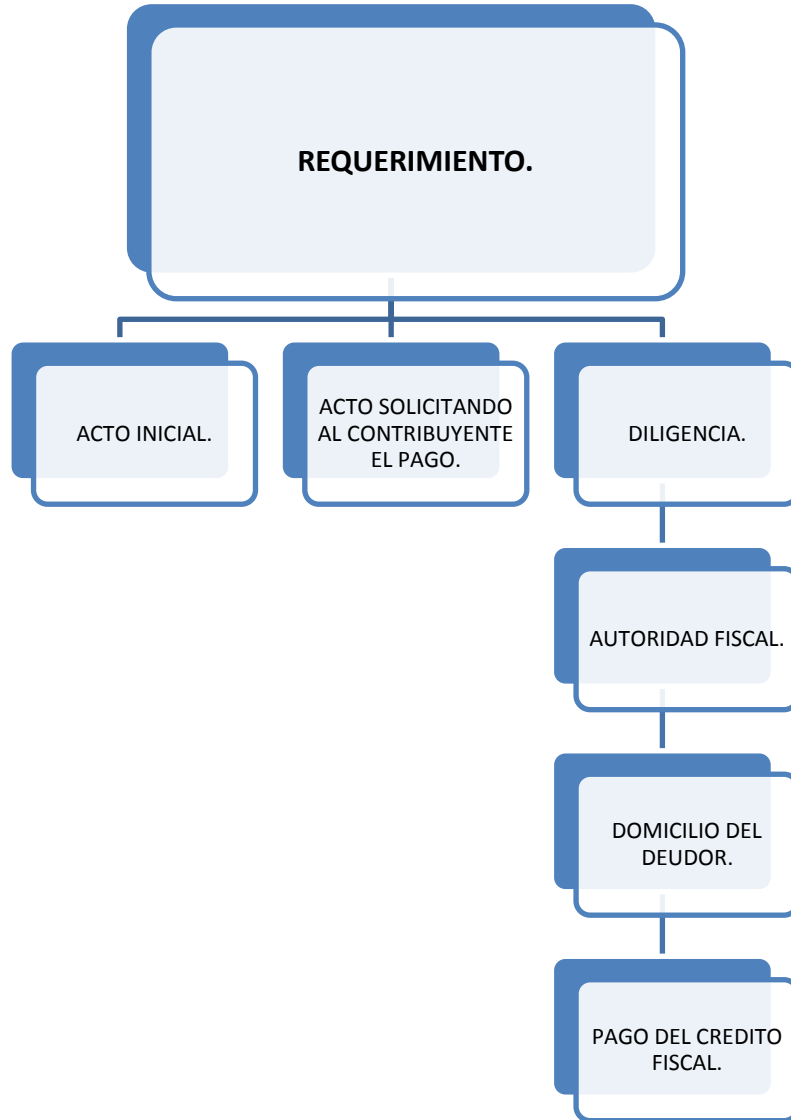 REQUERIMIENTO.
ACTO INICIAL.
ACTO SOLICITANDO
AL CONTRIBUYENTE
EL PAGO.
DILIGENCIA.
AUTORIDAD FISCAL.
DOMICILIO DEL
DEUDOR.
PAGO DEL CREDITO
FISCAL.